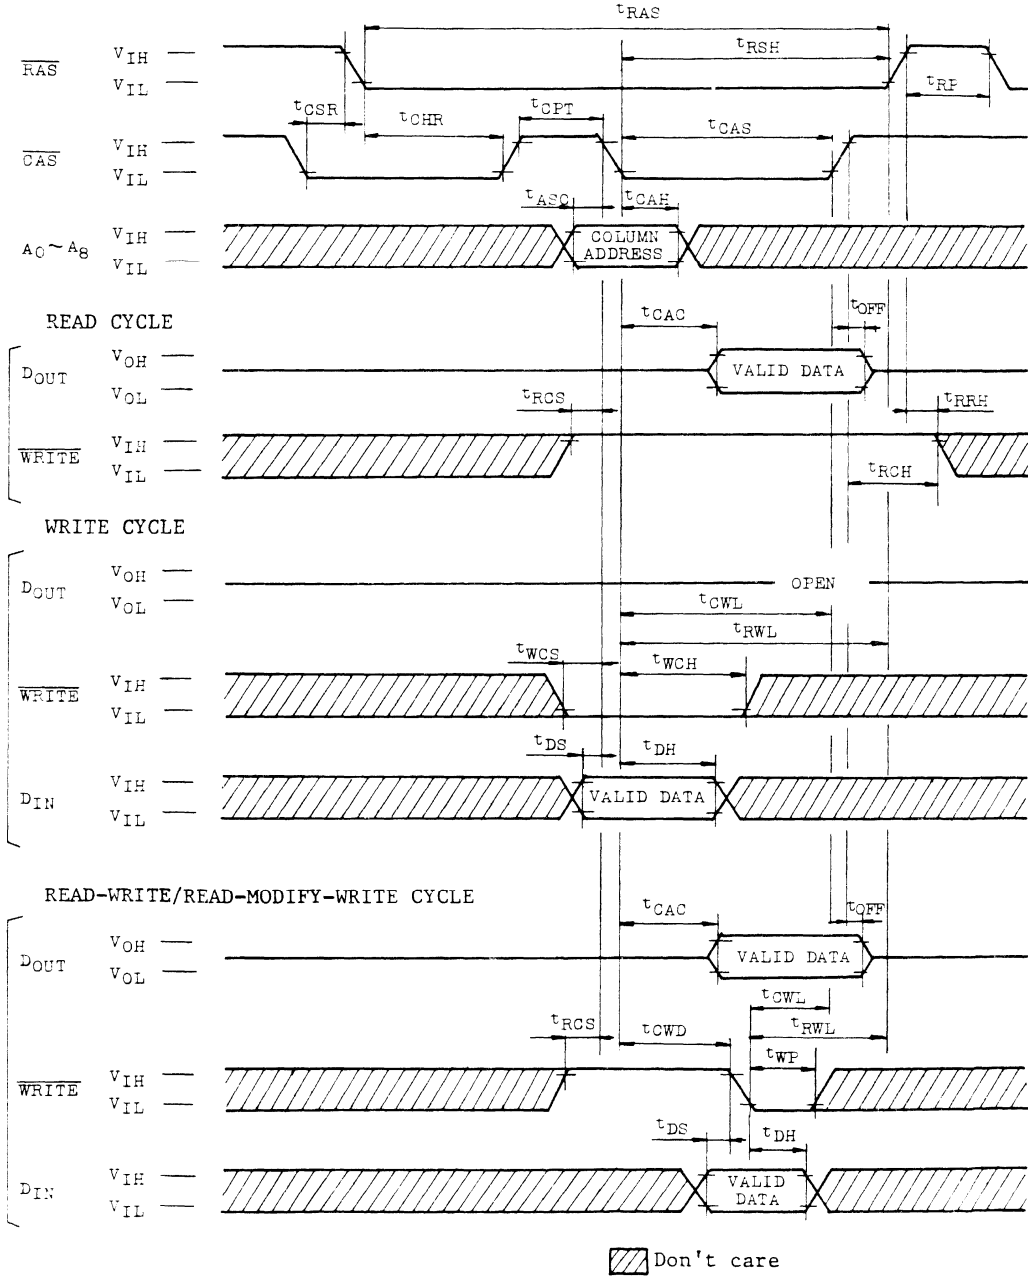 tRAS
tRSH
RAS VIH
VIL
tRP
tCSR tCHR tCPT tCAS
CAS VIH
VIL
tASC tCAH
A0~A8 VIH
VIL
COLUMN
ADDRESS
READ CYCLE
tCAC tOFF
DOUT VOH
VOL
VALID DATA
tRCS tRRH
WRITE VIH
VIL
tRCH
WRITE CYCLE
DOUT VOH
VOL
OPEN
tCWL
tRWL
tWCS tWCH
WRITE VIH
VIL
tDS tDH
DIN VIH
VIL
VALID DATA
READ-WRITE/READ-MODIFY-WRITE CYCLE
tCAC tOFF
DOUT VOH
VOL
VALID DATA
tCWL
tRCS tCWD tRWL
tWP
WRITE VIH
VIL
tDS tDH
DIN VIH
VIL
VALID
DATA
Don't care